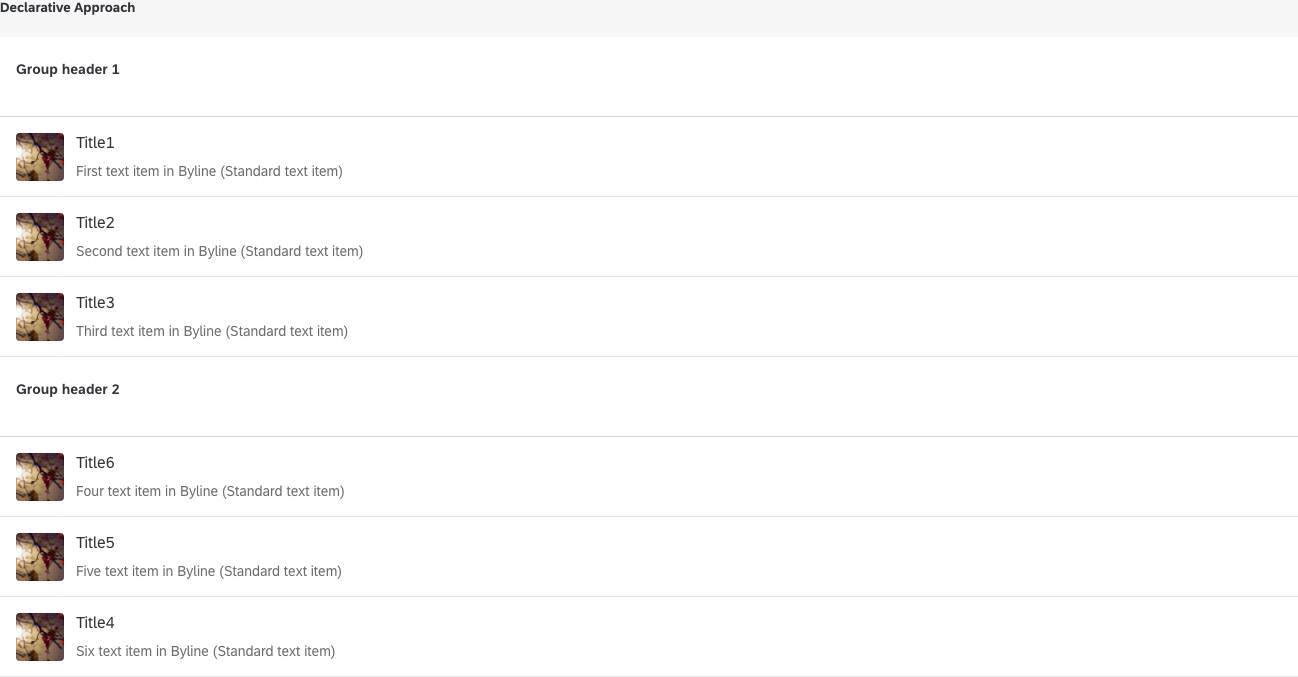 Declarative Approach
Group header 1
Title1
First text item in Byline (Standard text item)
Title2
Second text item in Byline (Standard text item)
Title3
Third text item in Byline (Standard text item)
Group header 2
Title6
Four text item in Byline (Standard text item)
Title5
Five text item in Byline (Standard text item)
Title4
Six text item in Byline (Standard text item)